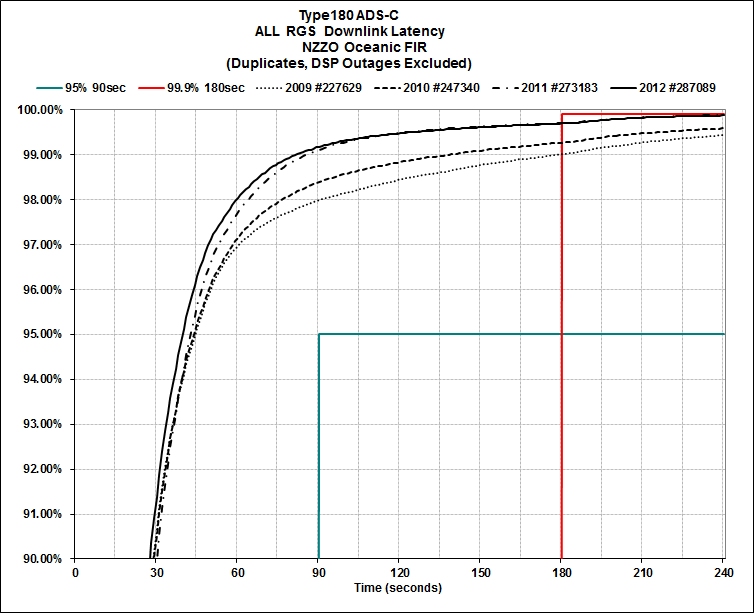 Type180 ADS-C
ALL RGS Downlink Latency
NZZO Oceanic FIR
(Duplicates, DSP Outages Excluded)
95% 90sec 99.9% 180sec 2009 #227629 2010 #247340 2011 #273183 2012 #287089
100.00%
99.00%
98.00%
97.00%
96.00%
95.00%
94.00%
93.00%
92.00%
91.00%
90.00%
0 30 60 90 120 150 180 210 240
Time (seconds)